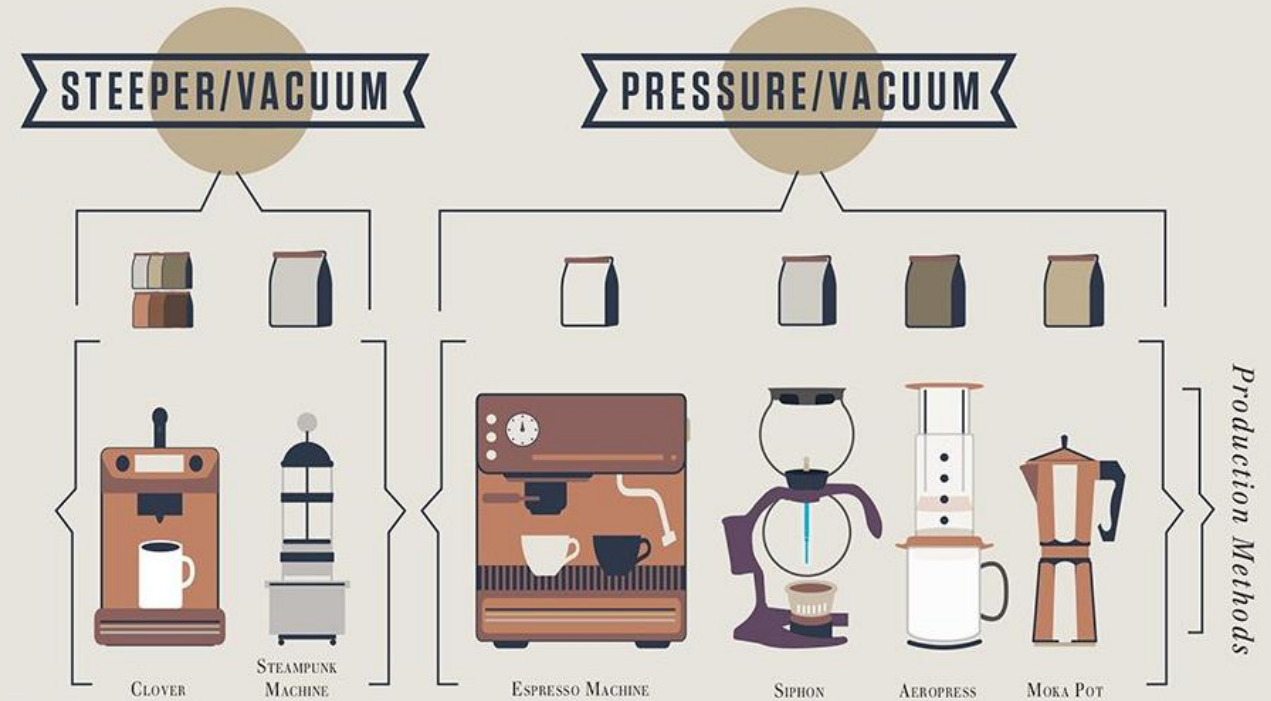 STEEPER/VACUUM
PRESSURE/VACUUM
Production Methods
CLOVER
STEAMPUNK
MACHINE
ESPRESSO MACHINE
SIPHON
AEROPRESS
MOKA POT